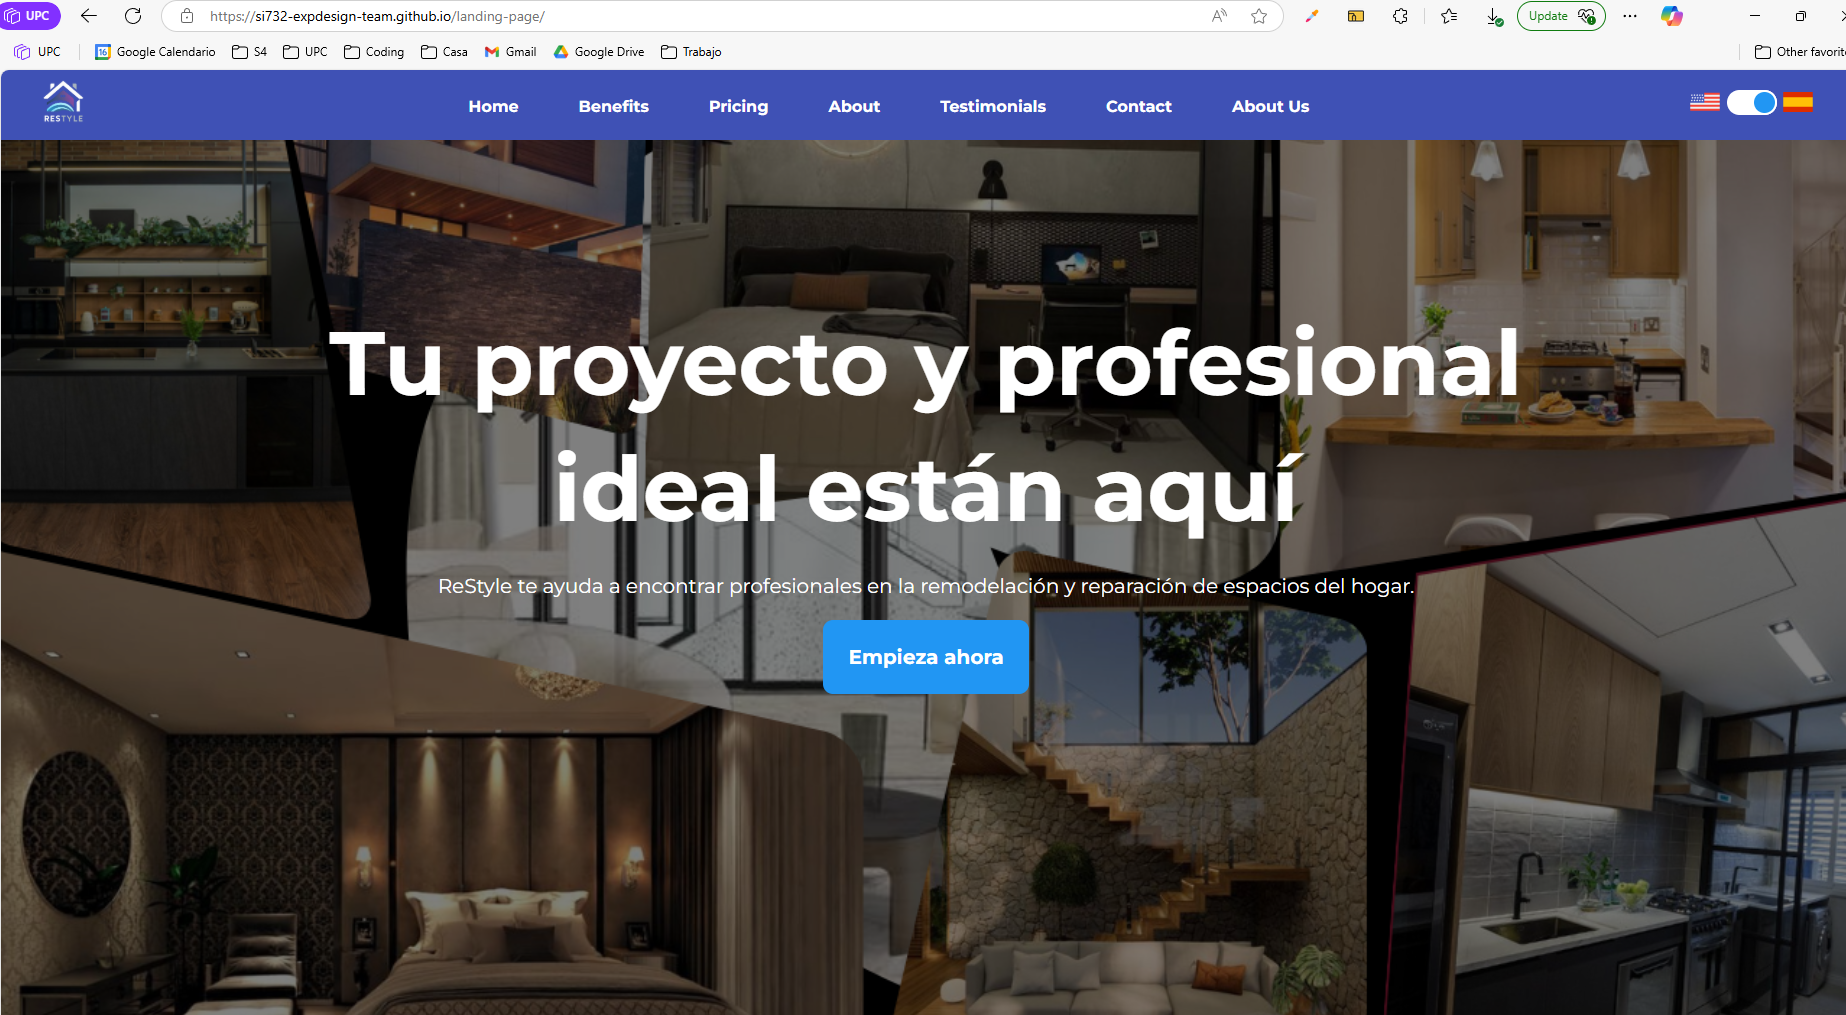 UPC
https://si732-expdesign-team.github.io/landing-page/
Update
UPC
Google Calendario
S4
UPC
Coding
Casa
Gmail
Google Drive
Trabajo
Other favorit
RESTYLE
Home
Benefits
Pricing
About
Testimonials
Contact
About Us
Tu proyecto y profesional
ideal están aquí
ReStyle te ayuda a encontrar profesionales en la remodelación y reparación de espacios del hogar.
Empieza ahora